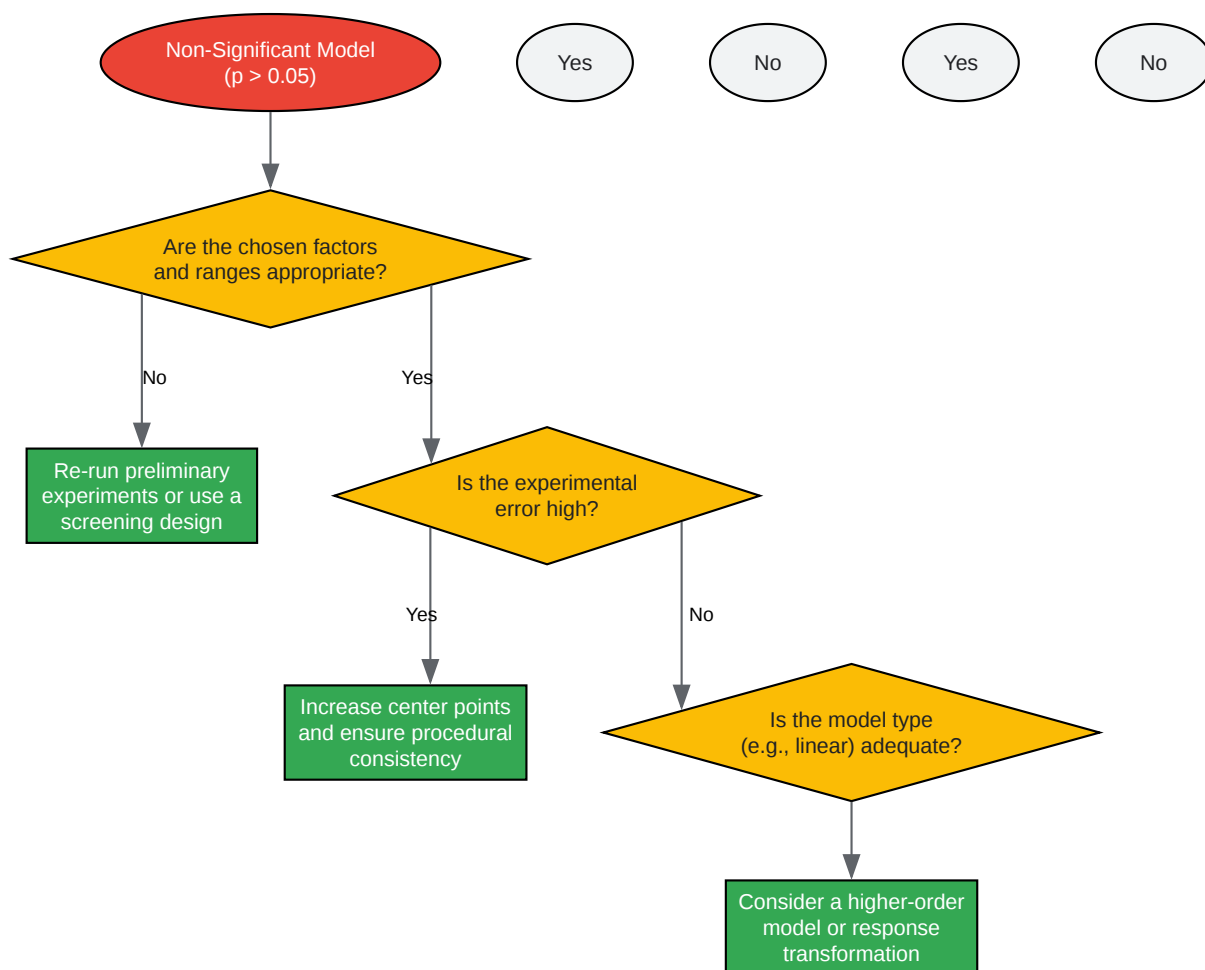 Non-Significant Model
(p > 0.05)
Yes
No
Yes
No
Are the chosen factors
and ranges appropriate?
No
Yes
Re-run preliminary
experiments or use a
screening design
Is the experimental
error high?
Yes
No
Increase center points
and ensure procedural
consistency
Is the model type
(e.g., linear) adequate?
Consider a higher-order
model or response
transformation